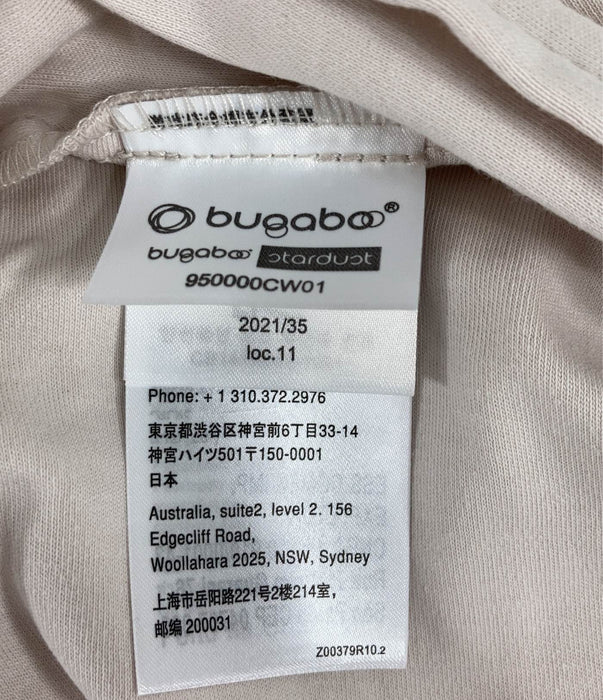 bugaboo®
bugaboo stardust
950000CW01
2021/35
loc.11
Phone: + 1 310.372.2976
東京都渋谷区神宮前6丁目33-14
神宮ハイツ501〒150-0001
日本
Australia, suite2, level 2. 156
Edgecliff Road,
Woollahara 2025, NSW, Sydney
上海市岳阳路221号2楼214室,
邮编 200031
Z00379R10.2